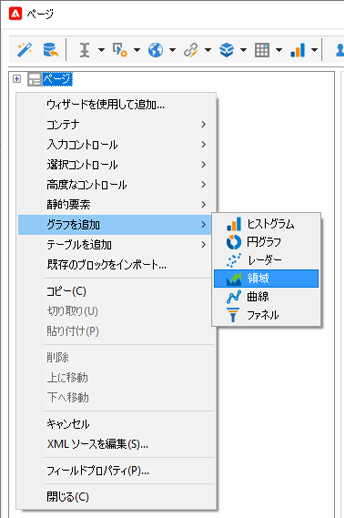 ページ
ページ
ウィザードを使用して追加...
コンテナ
入力コントロール
選択コントロール
高度なコントロール
静的要素
グラフを追加
テーブルを追加
既存のブロックをインポート...
コピー(C)
切り取り(U)
貼り付け(P)
削除
上に移動
下へ移動
キャンセル
XML ソースを編集(S)...
フィールドプロパティ(P)...
閉じる(C)
ヒストグラム
円グラフ
レーダー
領域
曲線
ファネル